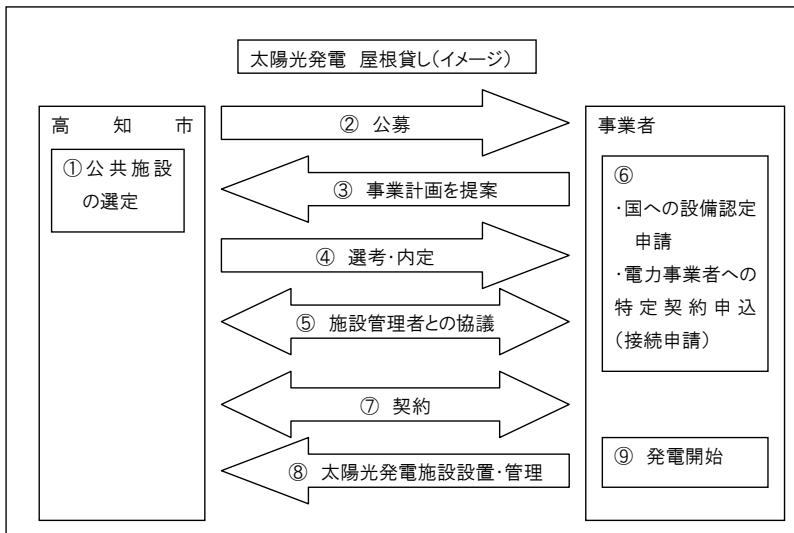 太陽光発電 屋根貸し(イメージ)
高知市
①公共施設
の選定
② 公募
③ 事業計画を提案
④ 選考・内定
⑤ 施設管理者との協議
⑦ 契約
⑧ 太陽光発電施設設置・管理
事業者
⑥
・国への設備認定
申請
・電力事業者への
特定契約申込
(接続申請)
⑨ 発電開始